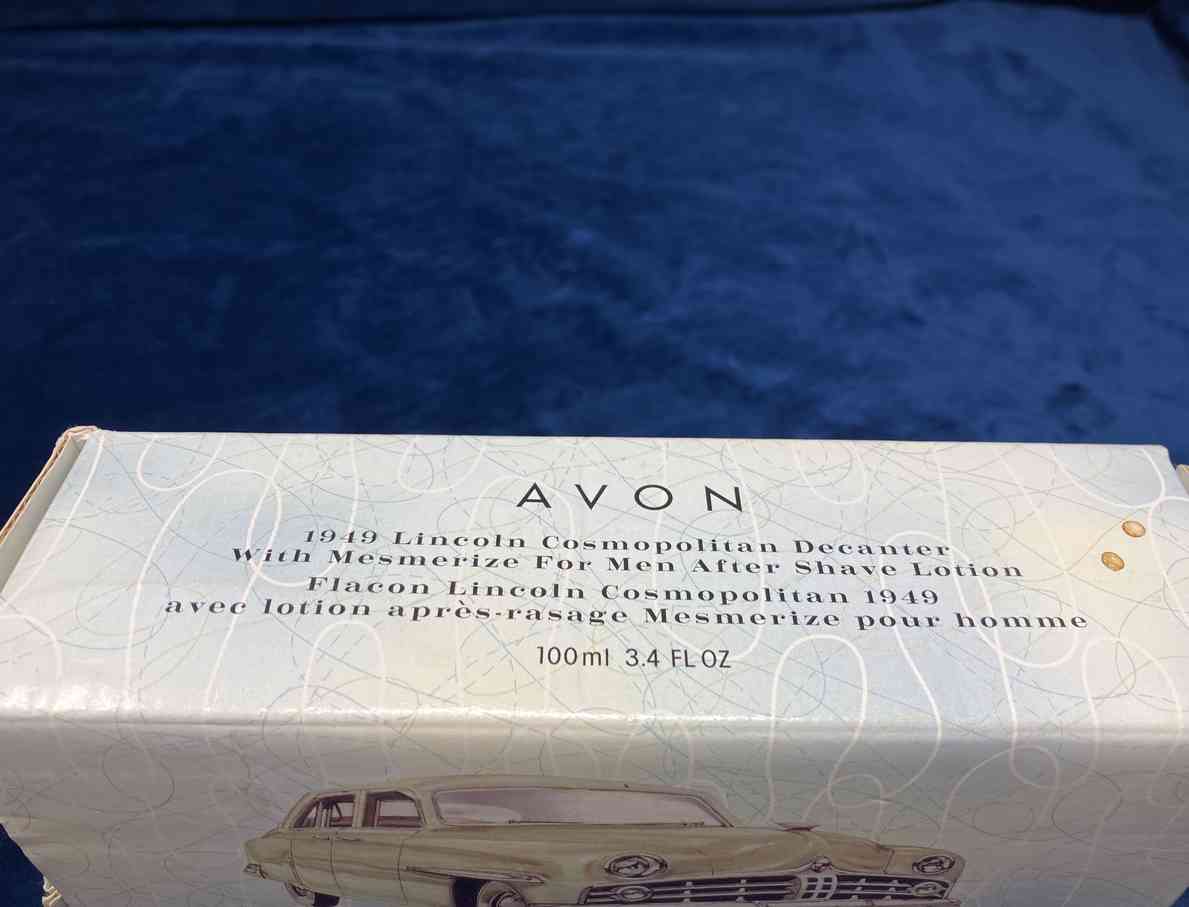 AVON
1949 Lincoln Cosmopolitan Decanter
With Mesmerize For Men After Shave Lotion
Flacon Lincoln Cosmopolitan 1949
avec lotion après-rasage Mesmerize pour homme
100ml 3.4 FL OZ